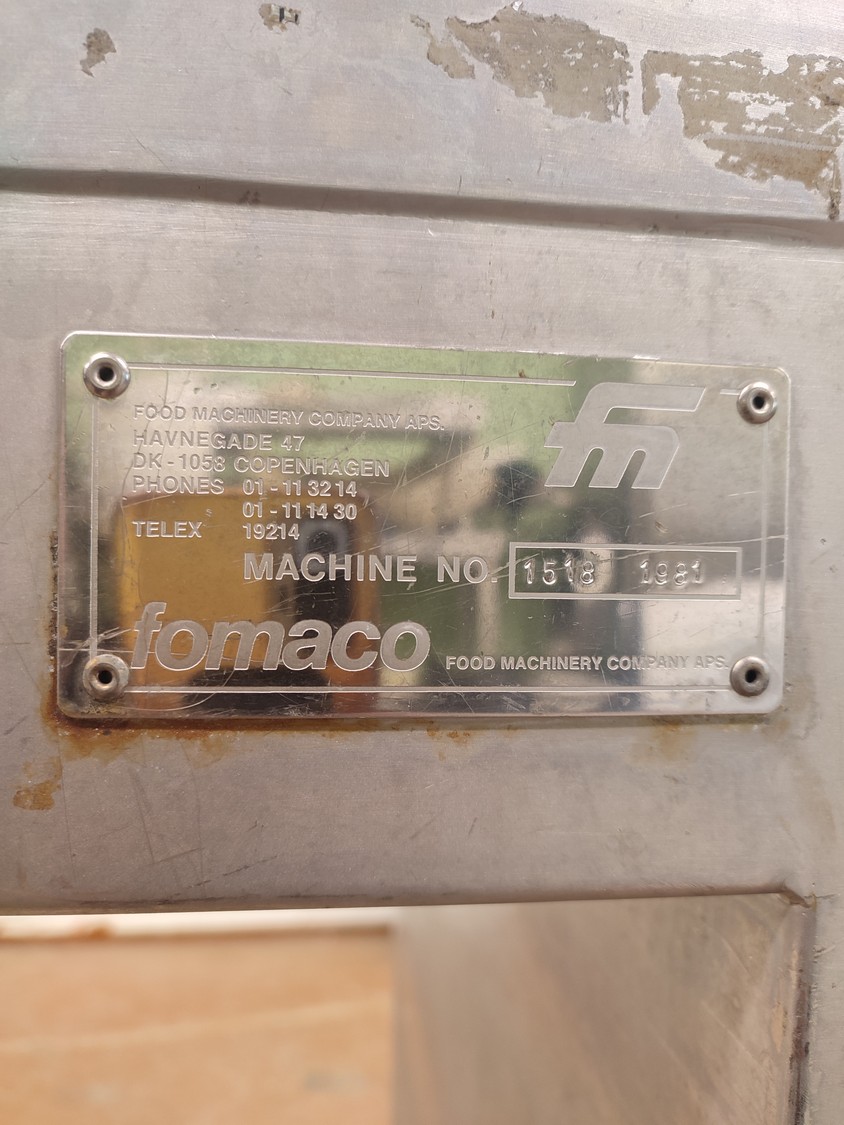 FOOD MACHINERY COMPANY APS.
HAVNEGADE 47
DK-1058 COPENHAGEN
PHONES 01-11 32 14
01-11 14 30
TELEX 19214
fm
MACHINE NO. 1518 1981
fomaco FOOD MACHINERY COMPANY APS.